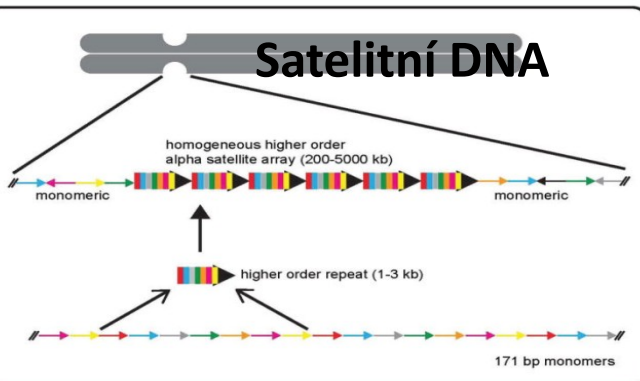 Satelitní DNA
homogeneous higher order
alpha satellite array (200-5000 kb)
monomeric
monomeric
higher order repeat (1-3 kb)
171 bp monomers